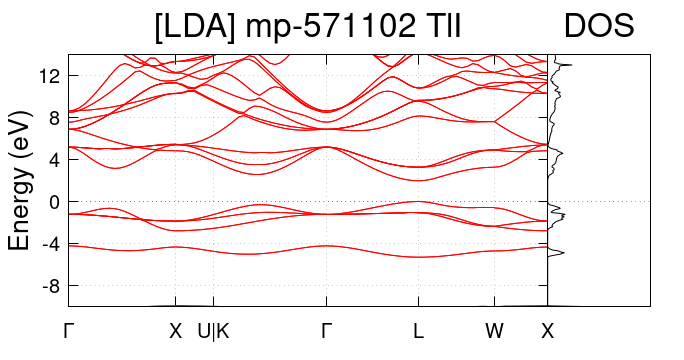 [LDA] mp-571102 TlI
DOS
Energy (eV)
12
8
4
0
-4
-8
Γ X U|K Γ L W X